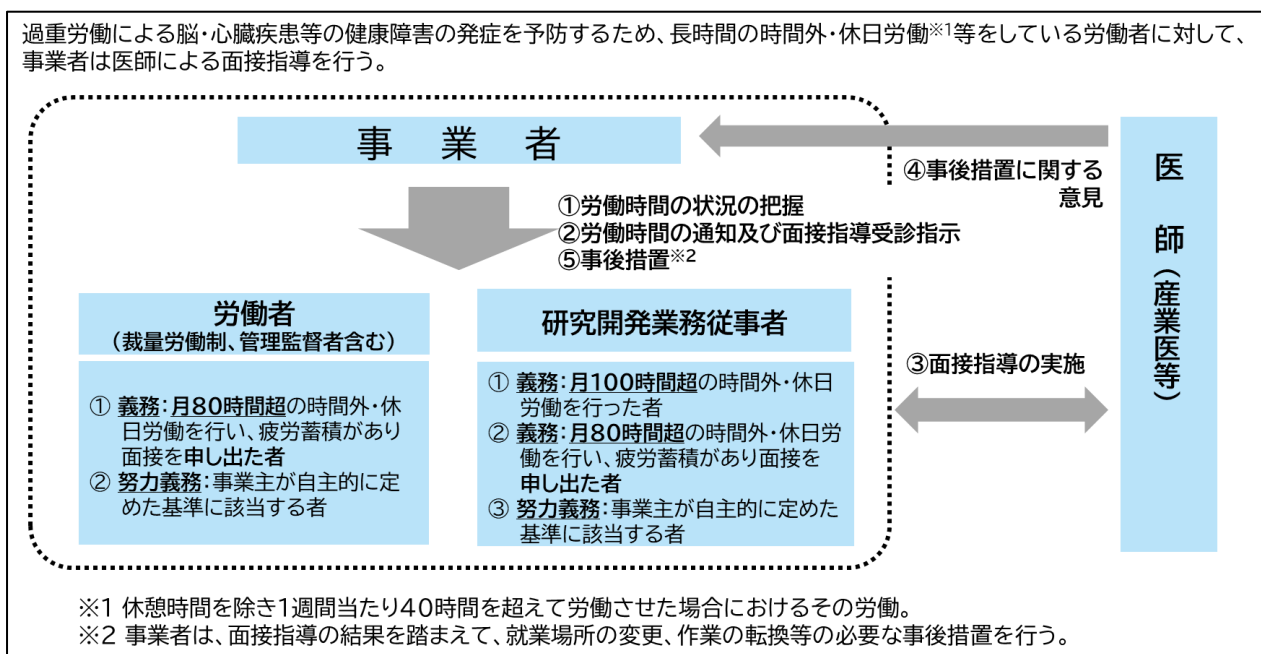 過重労働による脳・心臓疾患等の健康障害の発症を予防するため、長時間の時間外・休日労働※1等をしている労働者に対して、
事業者は医師による面接指導を行う。
事業者
④事後措置に関する
意見
①労働時間の状況の把握
②労働時間の通知及び面接指導受診指示
⑤事後措置※2
医師(産業医等)
労働者
(裁量労働制、管理監督者含む)
① 義務:月80時間超の時間外・休
日労働を行い、疲労蓄積があり
面接を申し出た者
② 努力義務:事業主が自主的に定
めた基準に該当する者
研究開発業務従事者
① 義務:月100時間超の時間外・休日
労働を行った者
② 義務:月80時間超の時間外・休日労
働を行い、疲労蓄積があり面接を
申し出た者
③ 努力義務:事業主が自主的に定めた
基準に該当する者
③面接指導の実施
※1 休憩時間を除き1週間当たり40時間を超えて労働させた場合におけるその労働。
※2 事業者は、面接指導の結果を踏まえて、就業場所の変更、作業の転換等の必要な事後措置を行う。